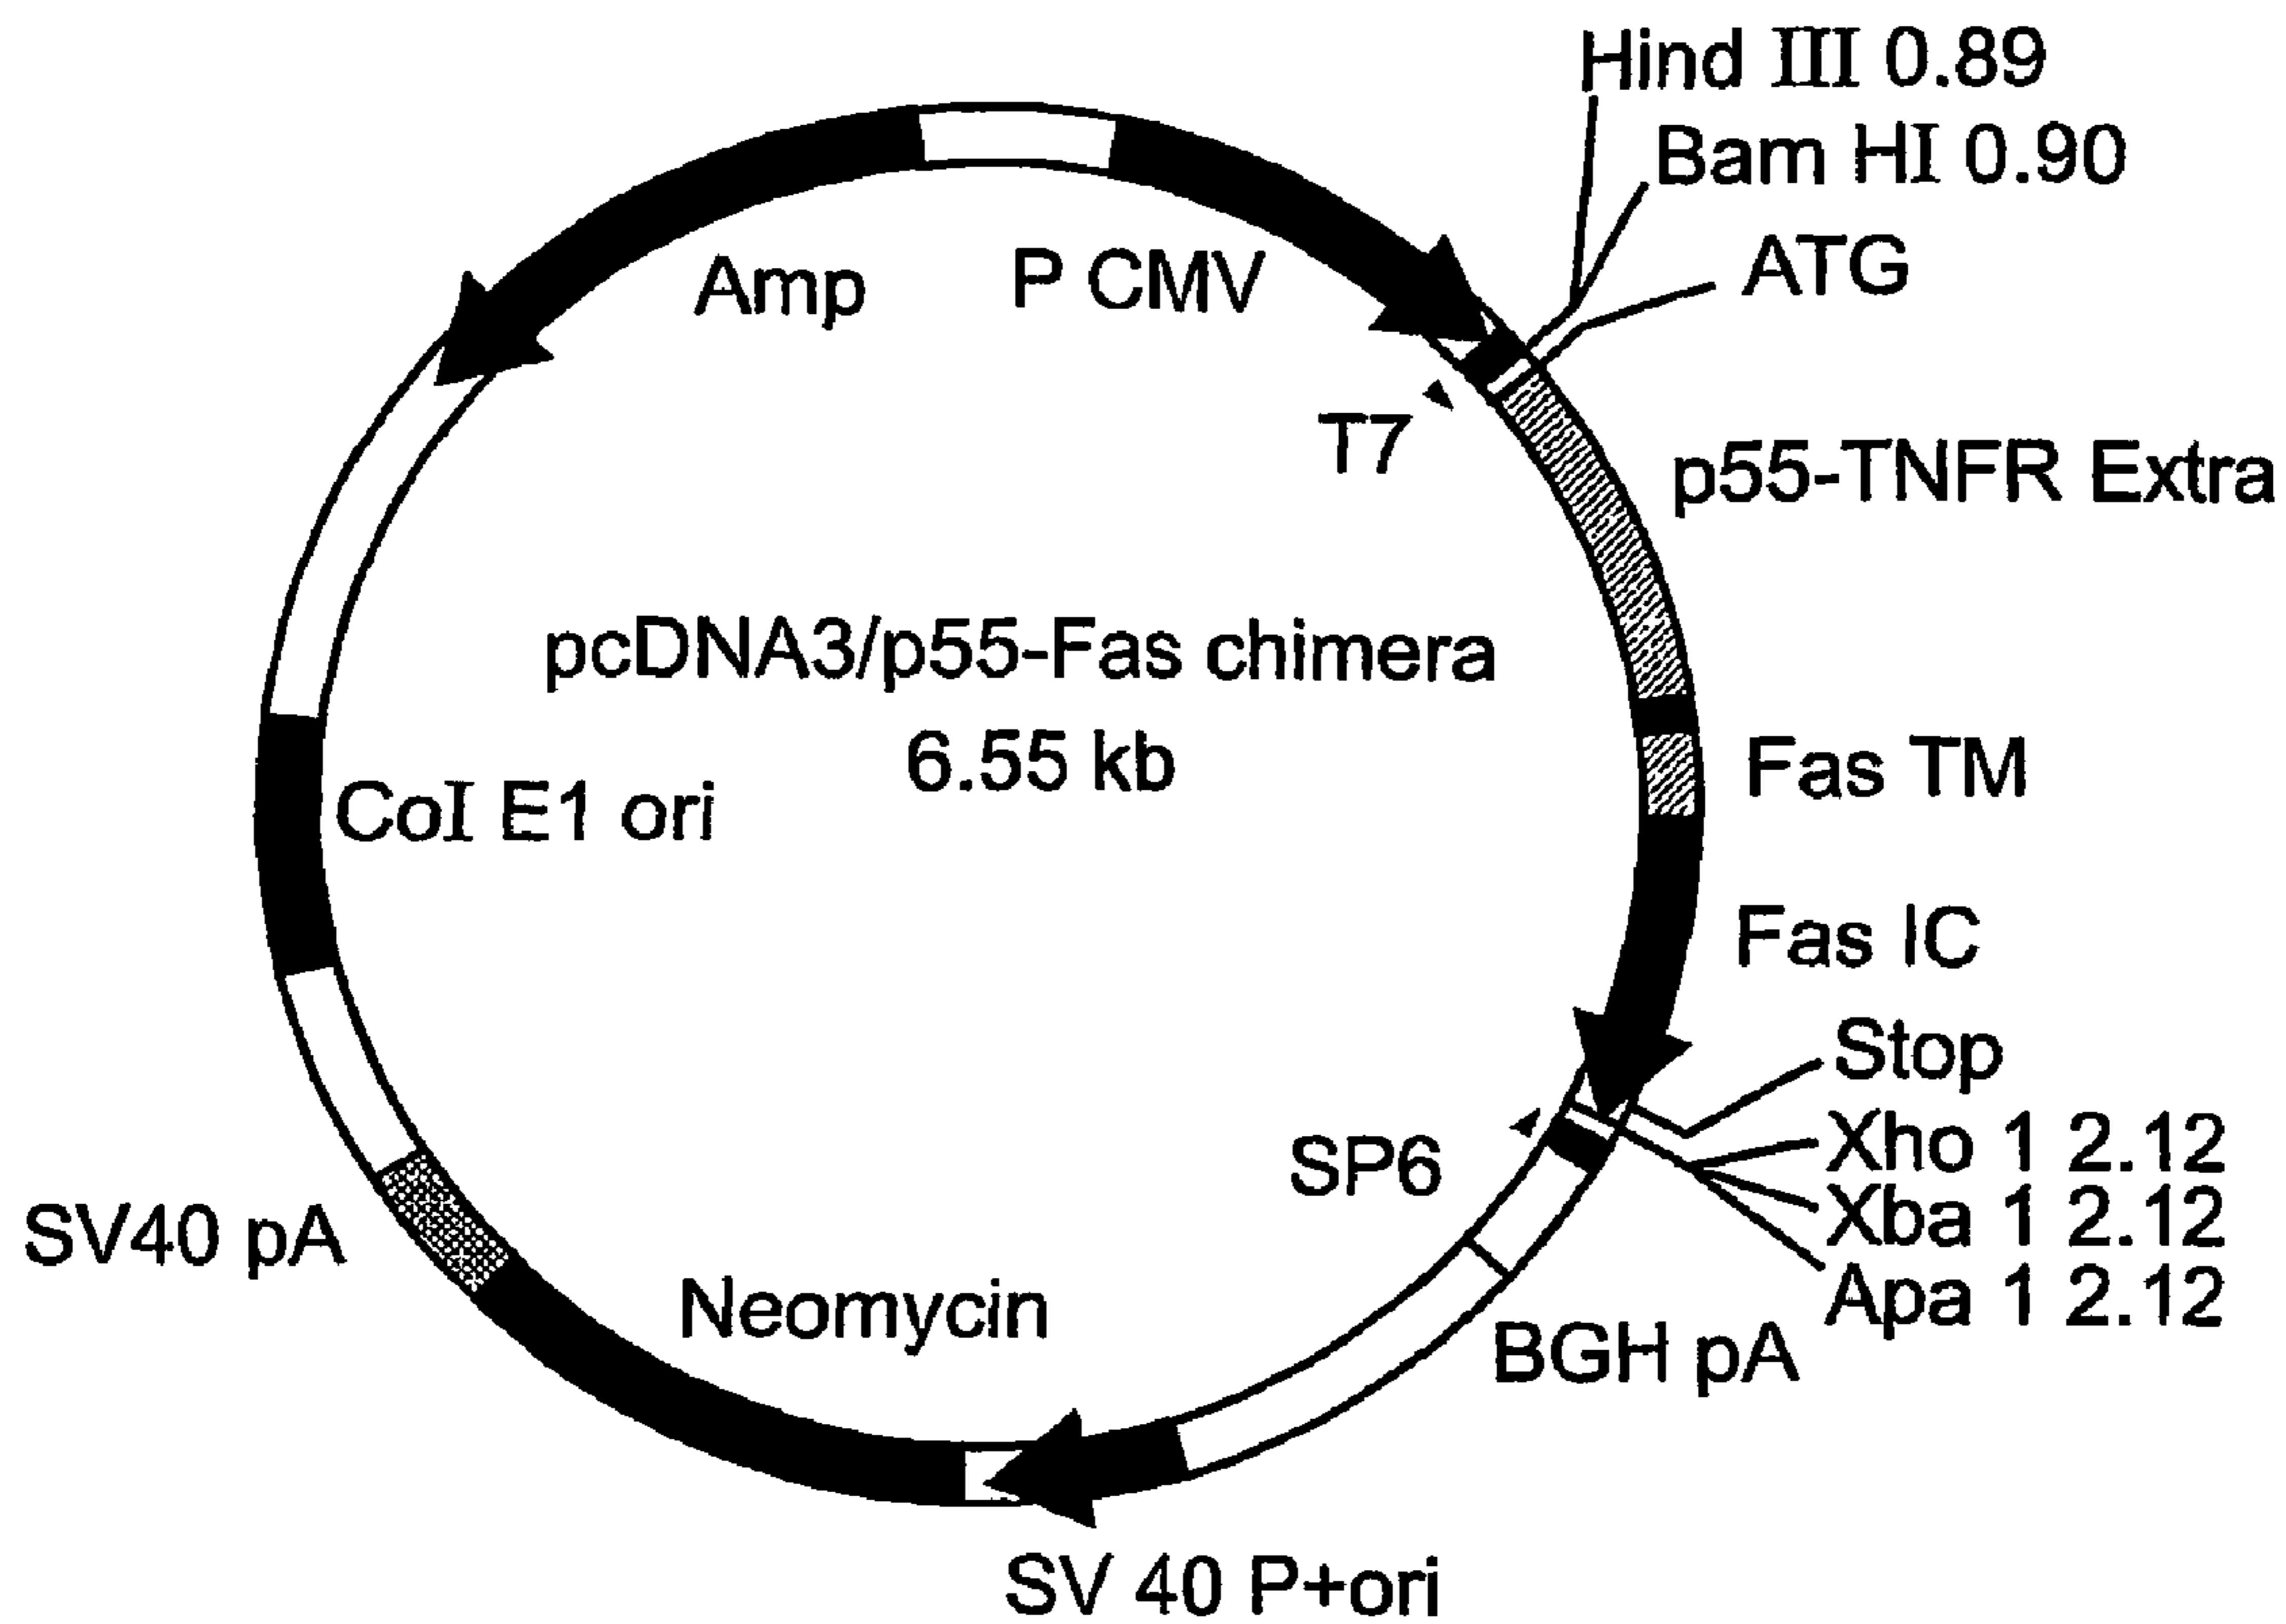 Hind III 0.89
Bam HI 0.90
ATG
Amp
P CMV
T7
p55-TNFR Extra
pcDNA3/p55-Fas chimera
6.55 kb
Fas TM
CoI E1 ori
Fas IC
Stop
Xho 1 2.12
SP6
Xba 1 2.12
SV40 pA
Apa 1 2.12
Neomycin
BGH pA
SV 40 P+ori